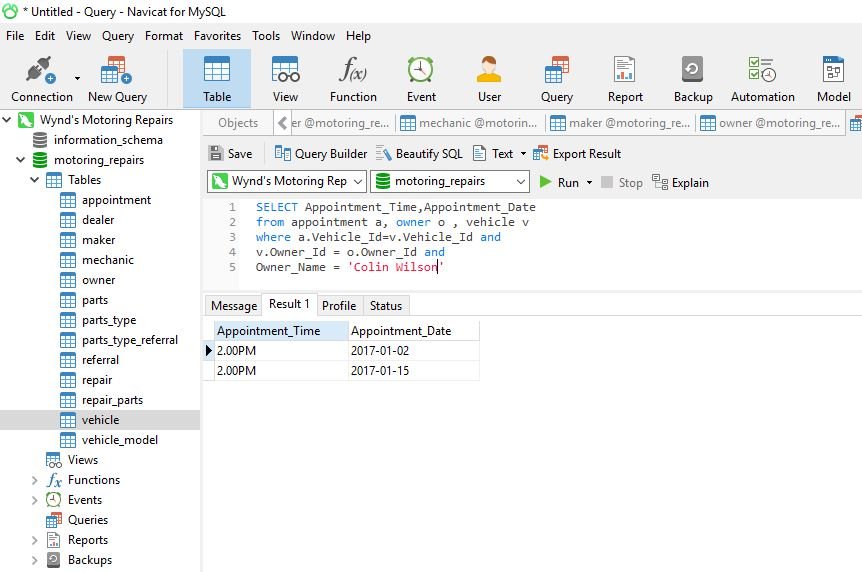 * Untitled - Query - Navicat for MySQL
File Edit View Query Format Favorites Tools Window Help
Connection New Query Table View f(x) Function Event User Query Report Backup Automation Model
Wynd's Motoring Repairs
information_schema
motoring_repairs
Tables
appointment
dealer
maker
mechanic
owner
parts
parts_type
parts_type_referral
referral
repair
repair_parts
vehicle
vehicle_model
Views
fx Functions
Events
Queries
Reports
Backups
Objects er @motoring_re... mechanic @motorin... maker @motoring_re... owner @motoring_re...
Save Query Builder Beautify SQL Text Export Result
Wynd's Motoring Rep motoring_repairs Run Stop Explain
1 SELECT Appointment_Time,Appointment_Date
2 from appointment a, owner o , vehicle v
3 where a.Vehicle_Id=v.Vehicle_Id and
4 v.Owner_Id = o.Owner_Id and
5 Owner_Name = 'Colin Wilson'
Message Result 1 Profile Status
Appointment_Time Appointment_Date
2.00PM 2017-01-02
2.00PM 2017-01-15